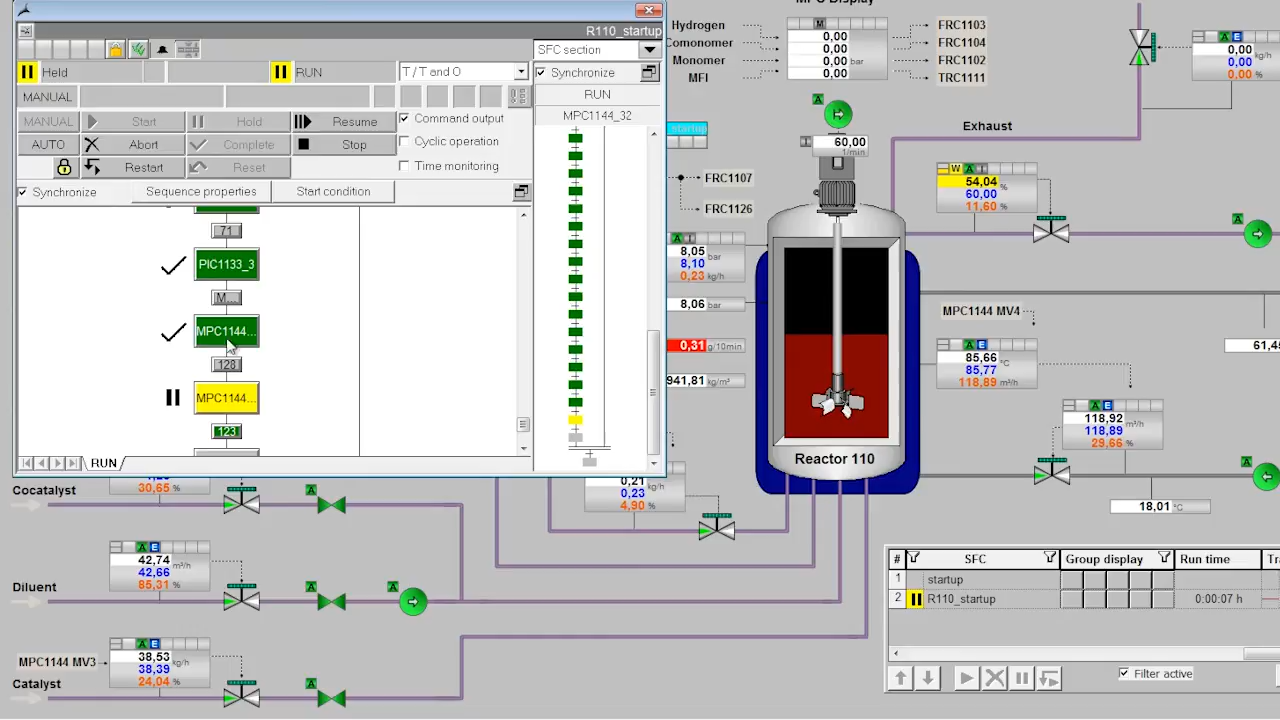 MPC Display
R110_startup
SFC section
Held
RUN
T / T and O
Synchronize
RUN
MPC1144_32
MANUAL
MANUAL
Start
Hold
Resume
Command output
AUTO
Abort
Complete
Stop
Cyclic operation
Restart
Reset
Time monitoring
Synchronize
Sequence properties
Start condition
71
PIC1133_3
M...
MPC1144...
128
MPC1144...
123
RUN
Hydrogen
Comonomer
Monomer
MFI
M
0,00
0,00
0,00 bar
0,00
FRC1103
FRC1104
FRC1102
TRC1111
A E
0,00 kg/h
0,00
0,00 %
Exhaust
startup
A
60,00
1/min
FRC1107
FRC1126
W A
54,04 %
60,00
11,60 %
A
A
8,05 bar
8,10
0,23 kg/h
8,06 bar
0,31 g/10min
941,81 kg/m³
MPC1144 MV4
A E
85,66 °C
85,77
118,89 m³/h
A E
118,92 m³/h
118,89
29,66 %
A
18,01 °C
Reactor 110
0,21 kg/h
0,23
4,90 %
Cocatalyst
30,65 %
A
A E
42,74 m³/h
42,66
85,31 %
Diluent
A
A
A E
38,53 kg/h
38,39
24,04 %
MPC1144 MV3
Catalyst
A
# SFC Group display Run time
1 startup
2 R110_startup 0:00:07 h
Filter active